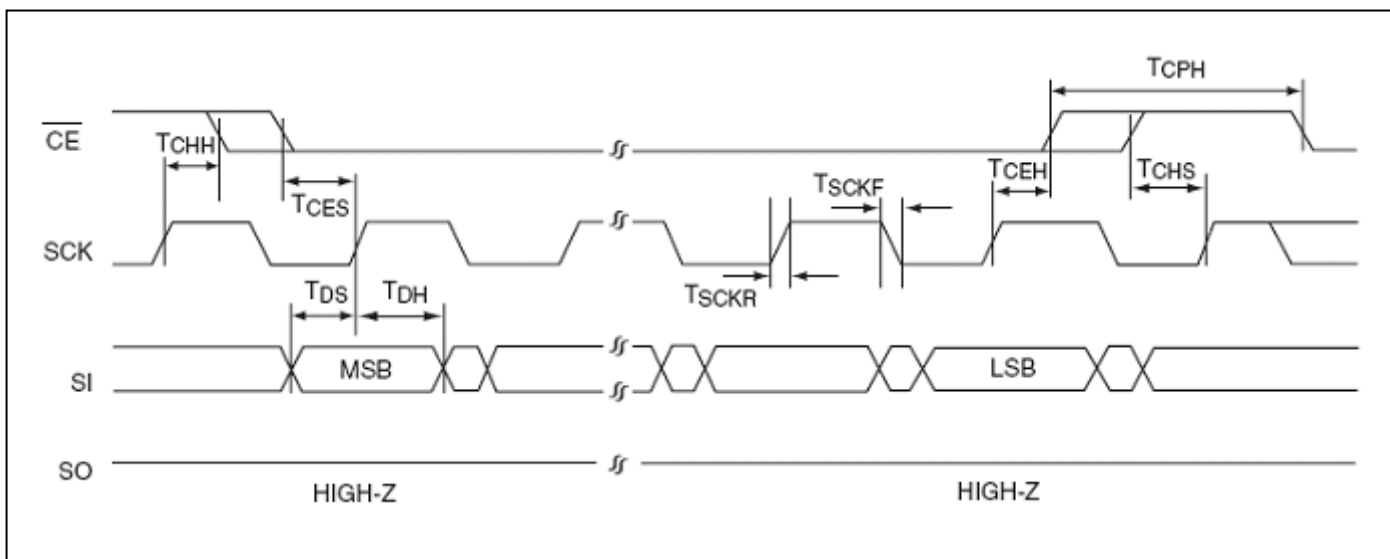 TCPH
CE
TCHH
TCES
TSCKF
TCEH
TCHS
SCK
TDS
TDH
TSCKR
SI
MSB
LSB
SO
HIGH-Z
HIGH-Z